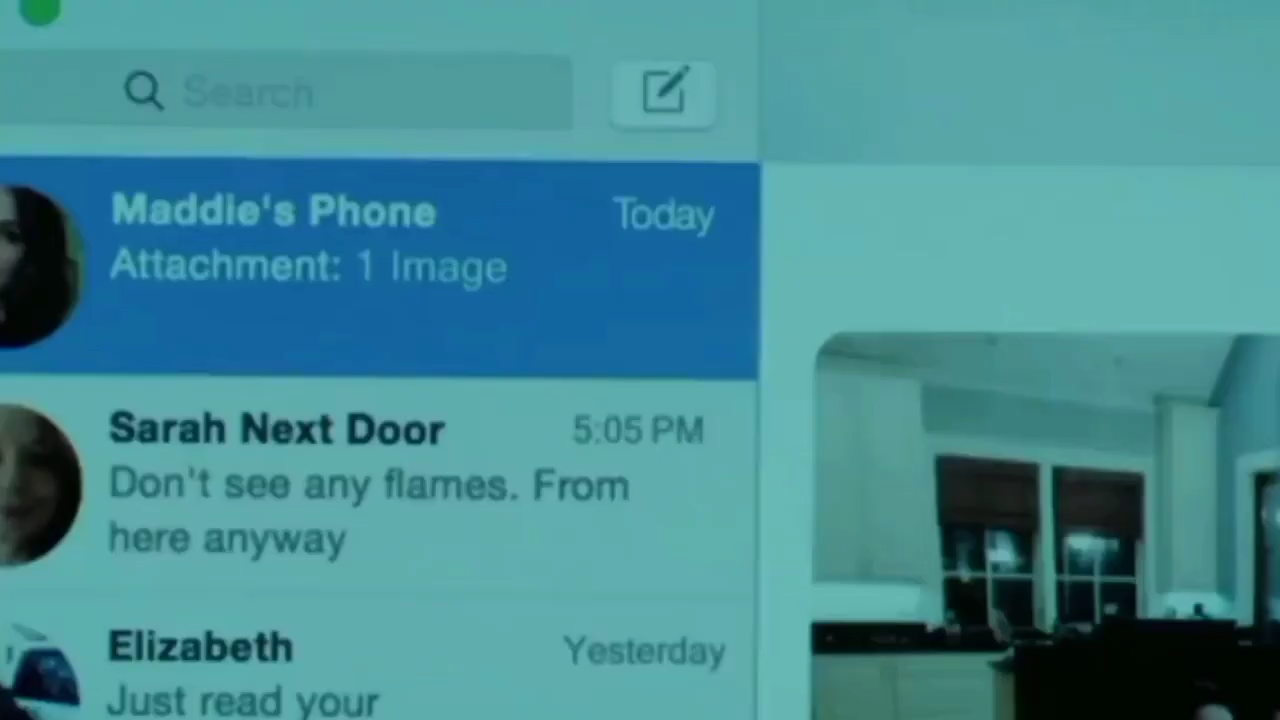 Search
Maddie's Phone
Today
Attachment: 1 Image
Sarah Next Door
5:05 PM
Don't see any flames. From
here anyway
Elizabeth
Yesterday
Just read your